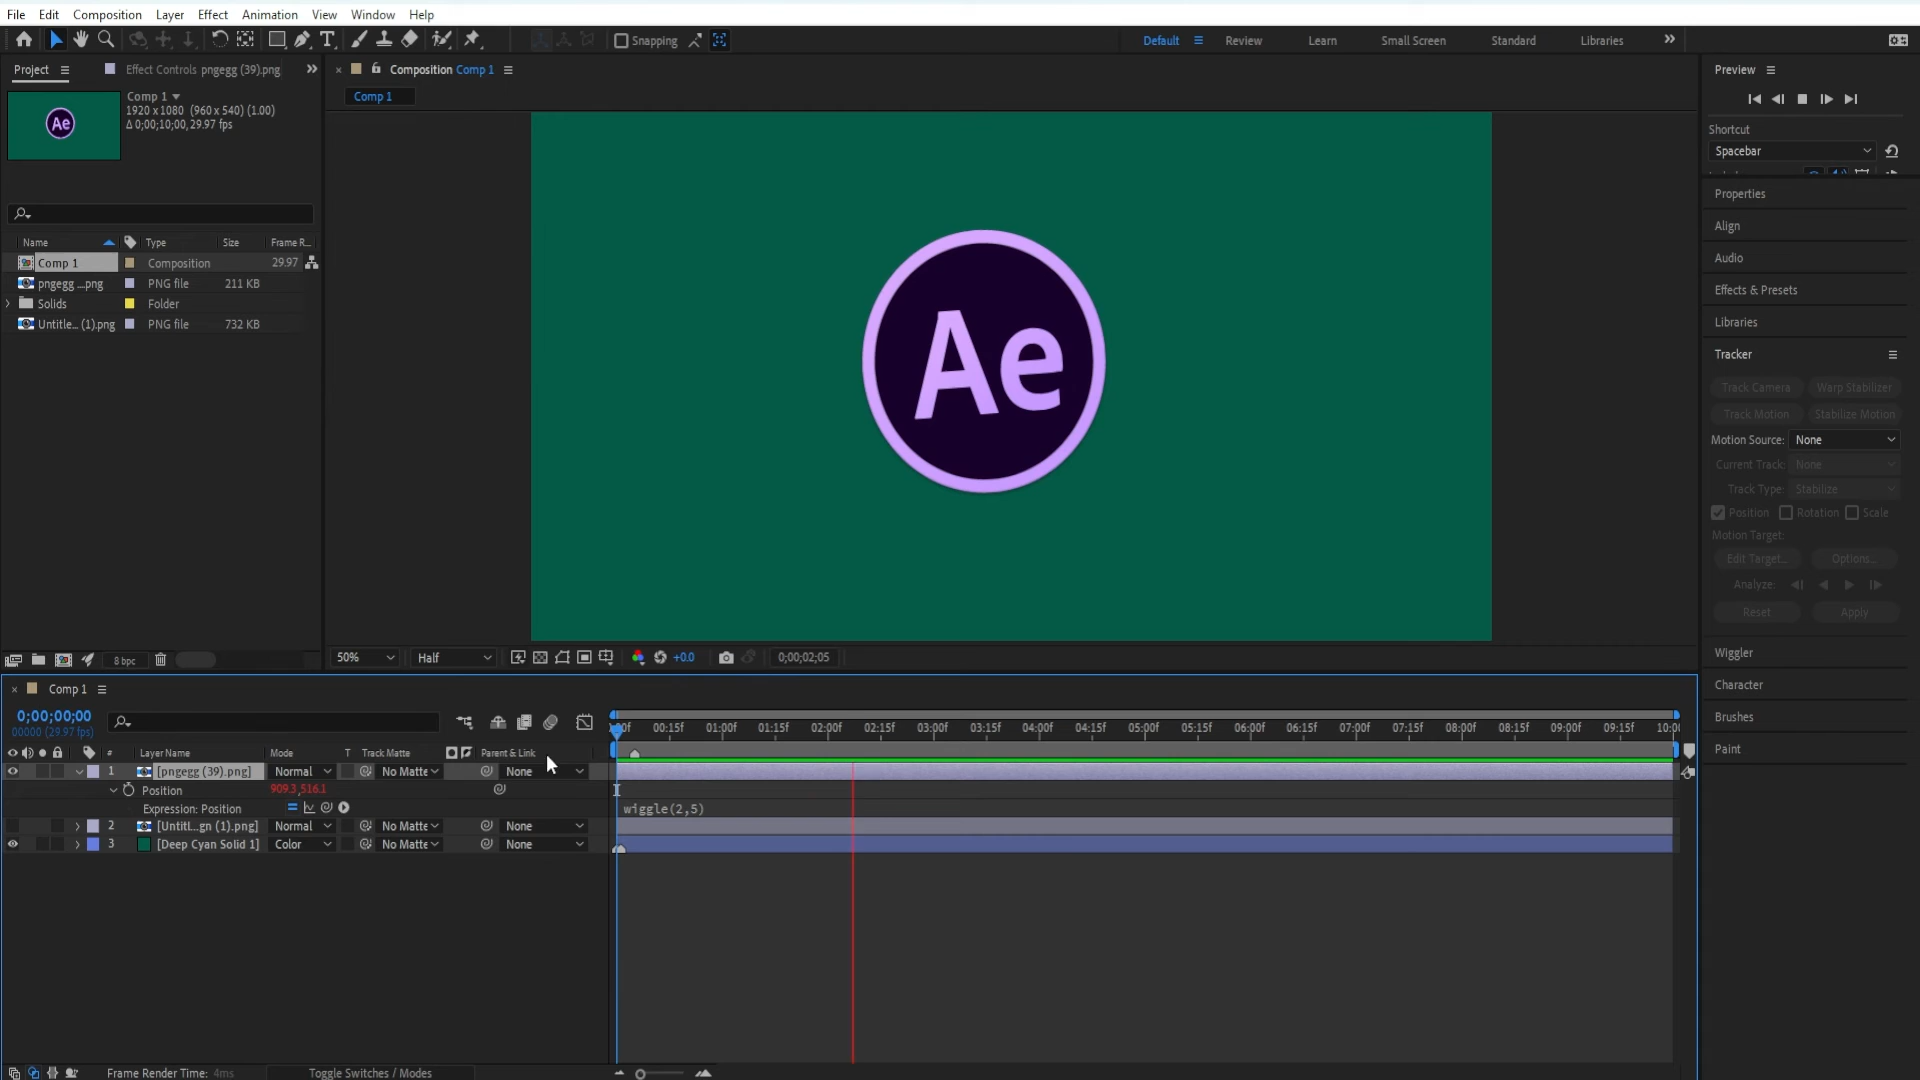 File Edit Composition Layer Effect Animation View Window Help
Snapping
Default Review Learn Small Screen Standard Libraries
Project Effect Controls pngegg (39).png
Comp 1
1920 x 1080 (960 x 540) (1.00)
Δ 0;00;10;00, 29.97 fps
Name Type Size Frame R...
Comp 1 Composition 29.97
pngegg ...png PNG file 211 KB
Solids Folder
Untitle... (1).png PNG file 732 KB
8 bpc
Composition Comp 1
Comp 1
Ae
50% Half +0.0 0;00;02;05
Preview
Shortcut
Spacebar
Properties
Align
Audio
Effects & Presets
Libraries
Tracker
Track Camera Warp Stabilizer
Track Motion Stabilize Motion
Motion Source: None
Current Track: None
Track Type: Stabilize
Position Rotation Scale
Motion Target:
Edit Target... Options...
Analyze:
Reset Apply
Wiggler
Character
Brushes
Paint
Comp 1
0;00;00;00
00000 (29.97 fps)
00f 00:15f 01:00f 01:15f 02:00f 02:15f 03:00f 03:15f 04:00f 04:15f 05:00f 05:15f 06:00f 06:15f 07:00f 07:15f 08:00f 08:15f 09:00f 09:15f 10:0
# Layer Name Mode T Track Matte Parent & Link
1 [pngegg (39).png] Normal No Matte None
Position 909.3,516.1
Expression: Position wiggle(2,5)
2 [Untitl...gn (1).png] Normal No Matte None
3 [Deep Cyan Solid 1] Color No Matte None
Frame Render Time: 4ms Toggle Switches / Modes